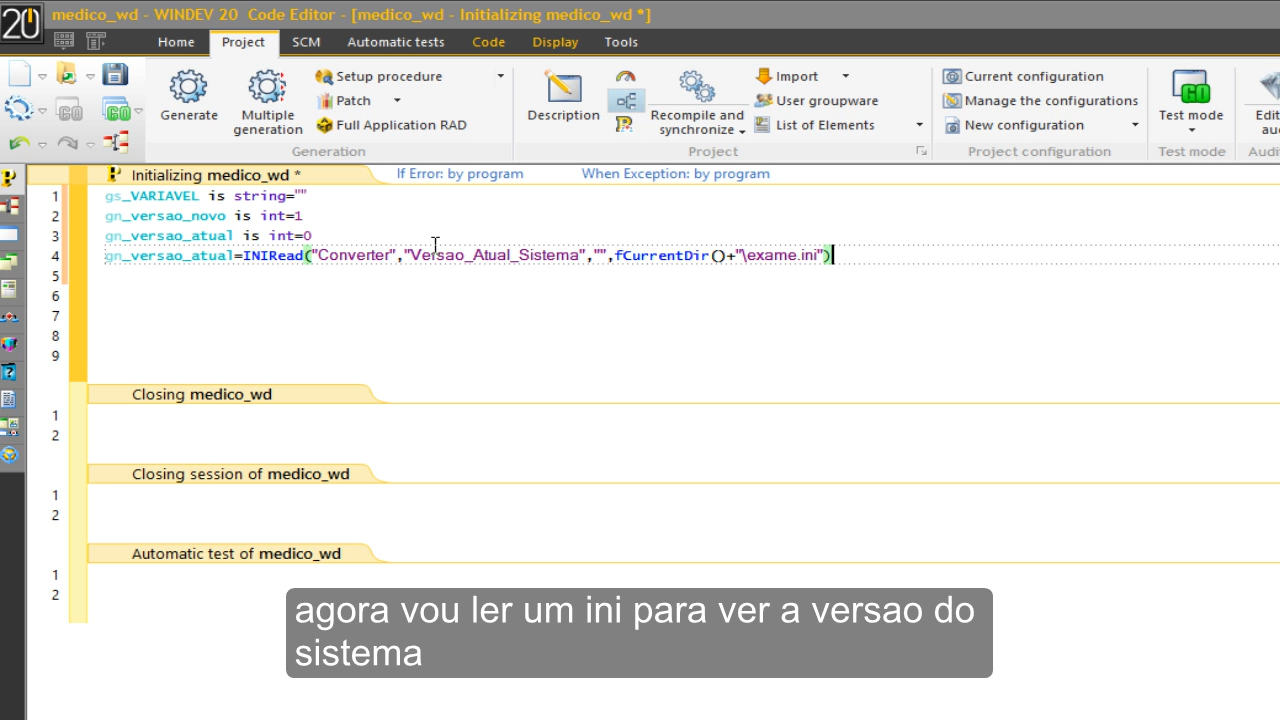 20 medico_wd - WINDEV 20 Code Editor - [medico_wd - Initializing medico_wd *]
Home Project SCM Automatic tests Code Display Tools
Generate
Multiple generation
Setup procedure
Patch
Full Application RAD
Generation
Description
Recompile and synchronize
Import
User groupware
List of Elements
Project
Current configuration
Manage the configurations
New configuration
Project configuration
GO
Test mode
Test mode
Initializing medico_wd * If Error: by program When Exception: by program
1 gs_VARIAVEL is string=""
2 gn_versao_novo is int=1
3 gn_versao_atual is int=0
4 gn_versao_atual=INIRead("Converter","Versao_Atual_Sistema","",fCurrentDir()+"\exame.ini")
5
6
7
8
9
Closing medico_wd
1
2
Closing session of medico_wd
1
2
Automatic test of medico_wd
1
2
agora vou ler um ini para ver a versao do
sistema